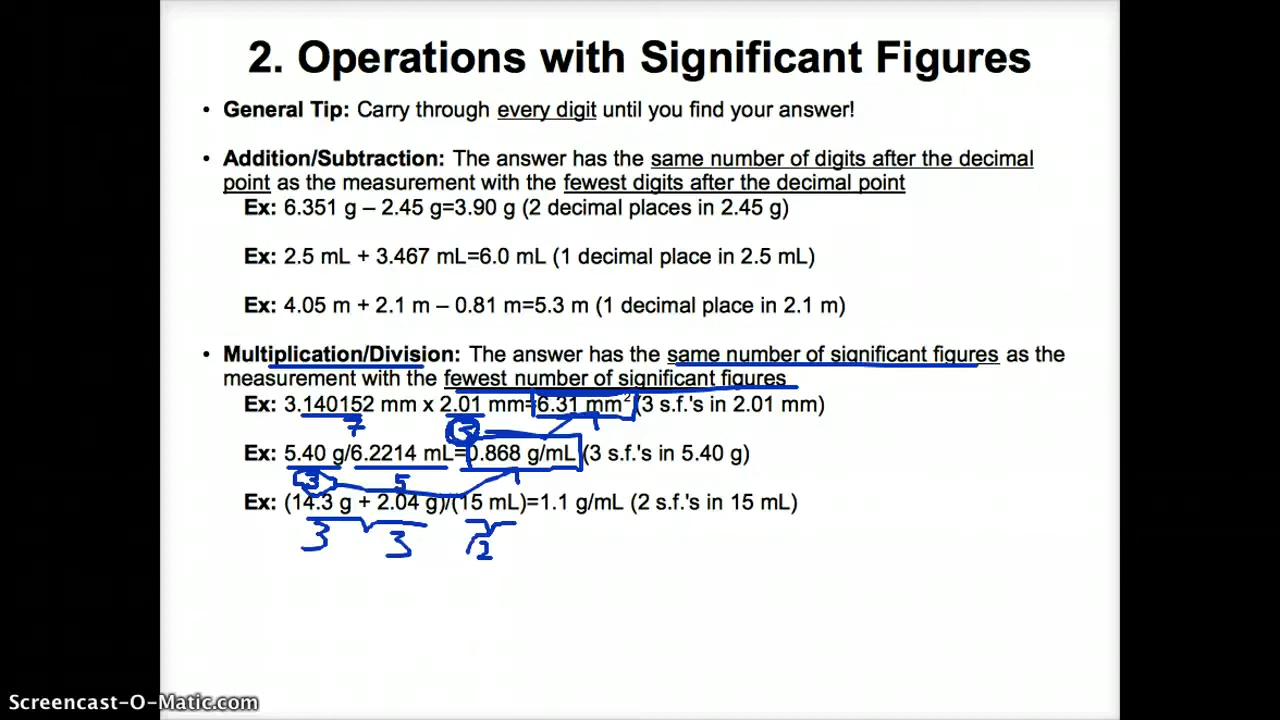 2. Operations with Significant Figures
• General Tip: Carry through every digit until you find your answer!
• Addition/Subtraction: The answer has the same number of digits after the decimal
point as the measurement with the fewest digits after the decimal point
Ex: 6.351 g – 2.45 g=3.90 g (2 decimal places in 2.45 g)
Ex: 2.5 mL + 3.467 mL=6.0 mL (1 decimal place in 2.5 mL)
Ex: 4.05 m + 2.1 m – 0.81 m=5.3 m (1 decimal place in 2.1 m)
• Multiplication/Division: The answer has the same number of significant figures as the
measurement with the fewest number of significant figures
Ex: 3.140152 mm x 2.01 mm=6.31 mm² (3 s.f.'s in 2.01 mm)
7
Ex: 5.40 g/6.2214 mL=0.868 g/mL (3 s.f.'s in 5.40 g)
3 5
Ex: (14.3 g + 2.04 g)/(15 mL)=1.1 g/mL (2 s.f.'s in 15 mL)
3 3 2
Screencast-O-Matic.com